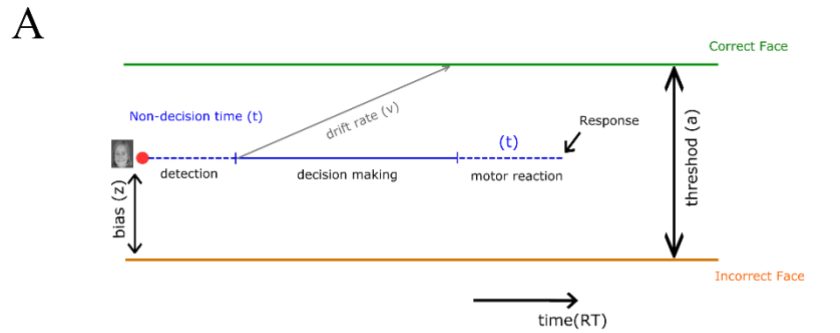 A
Correct Face
Non-decision time (t)
drift rate (v)
(t)
Response
detection
decision making
motor reaction
bias (z)
threshod (a)
Incorrect Face
time(RT)